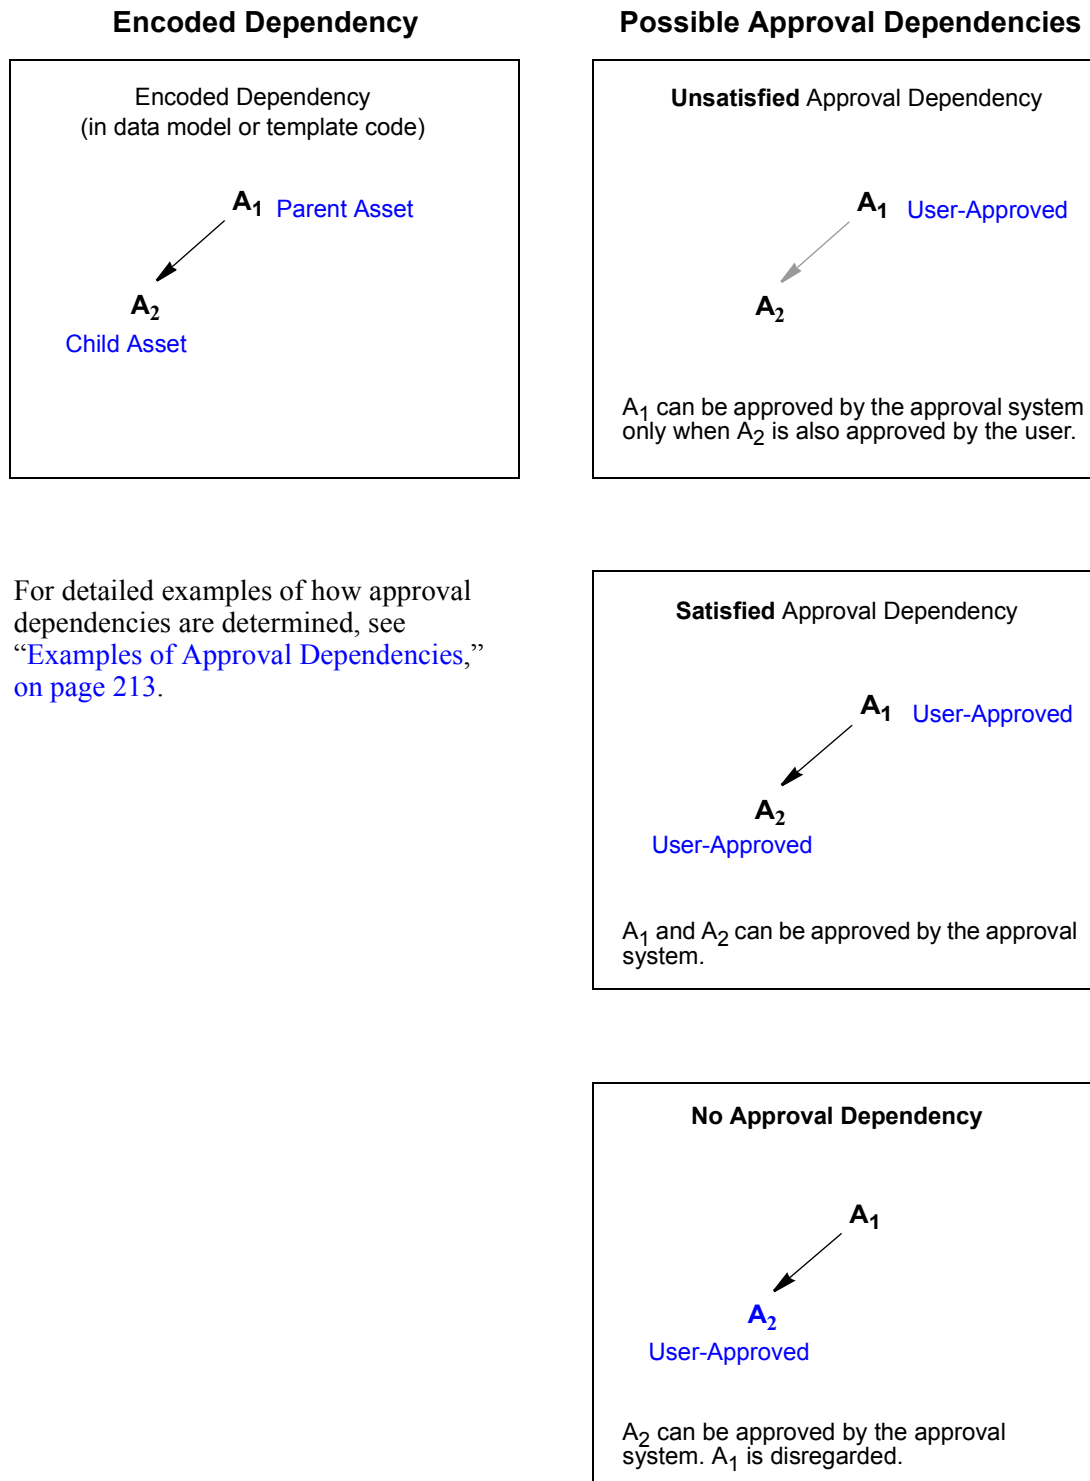 Encoded Dependency
Encoded Dependency
(in data model or template code)
A1 Parent Asset
A2
Child Asset
For detailed examples of how approval
dependencies are determined, see
“Examples of Approval Dependencies,”
on page 213.
Possible Approval Dependencies
Unsatisfied Approval Dependency
A1 User-Approved
A2
A1 can be approved by the approval system
only when A2 is also approved by the user.
Satisfied Approval Dependency
A1 User-Approved
A2
User-Approved
A1 and A2 can be approved by the approval
system.
No Approval Dependency
A1
A2
User-Approved
A2 can be approved by the approval
system. A1 is disregarded.